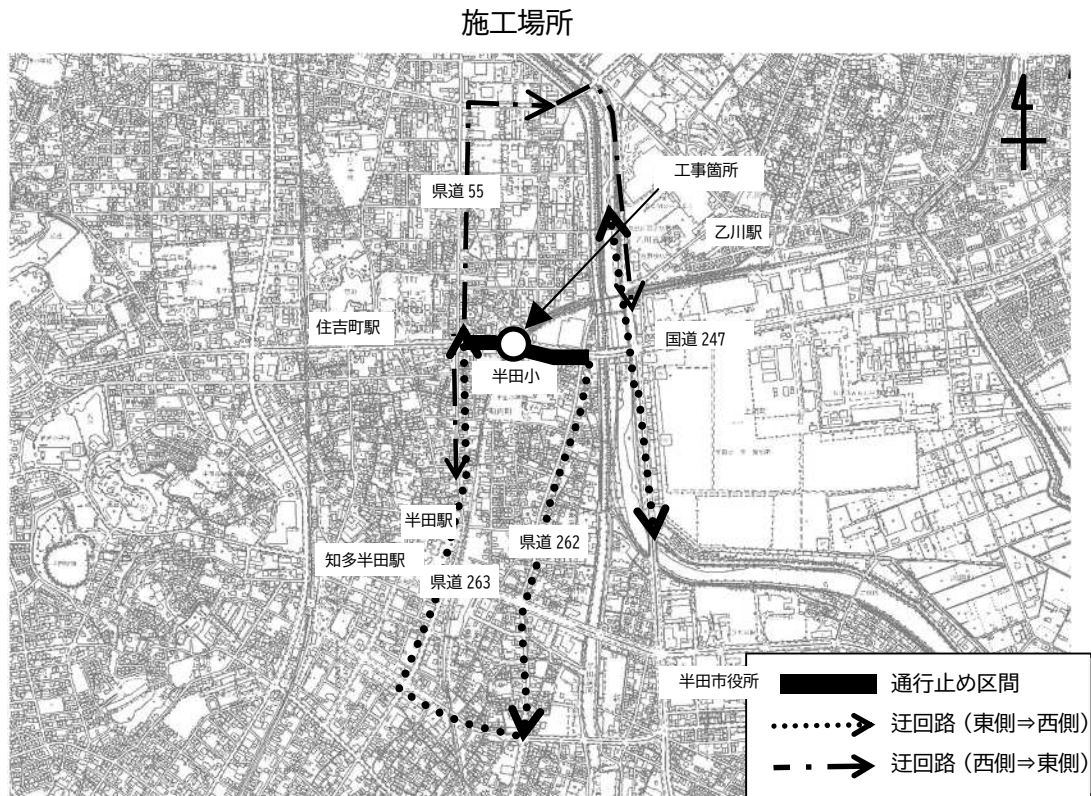 施工場所
工事箇所
県道 55
乙川駅
住吉町駅
国道 247
半田小
半田駅
県道 262
知多半田駅
県道 263
半田市役所
通行止め区間
迂回路（東側⇒西側）
迂回路（西側⇒東側）